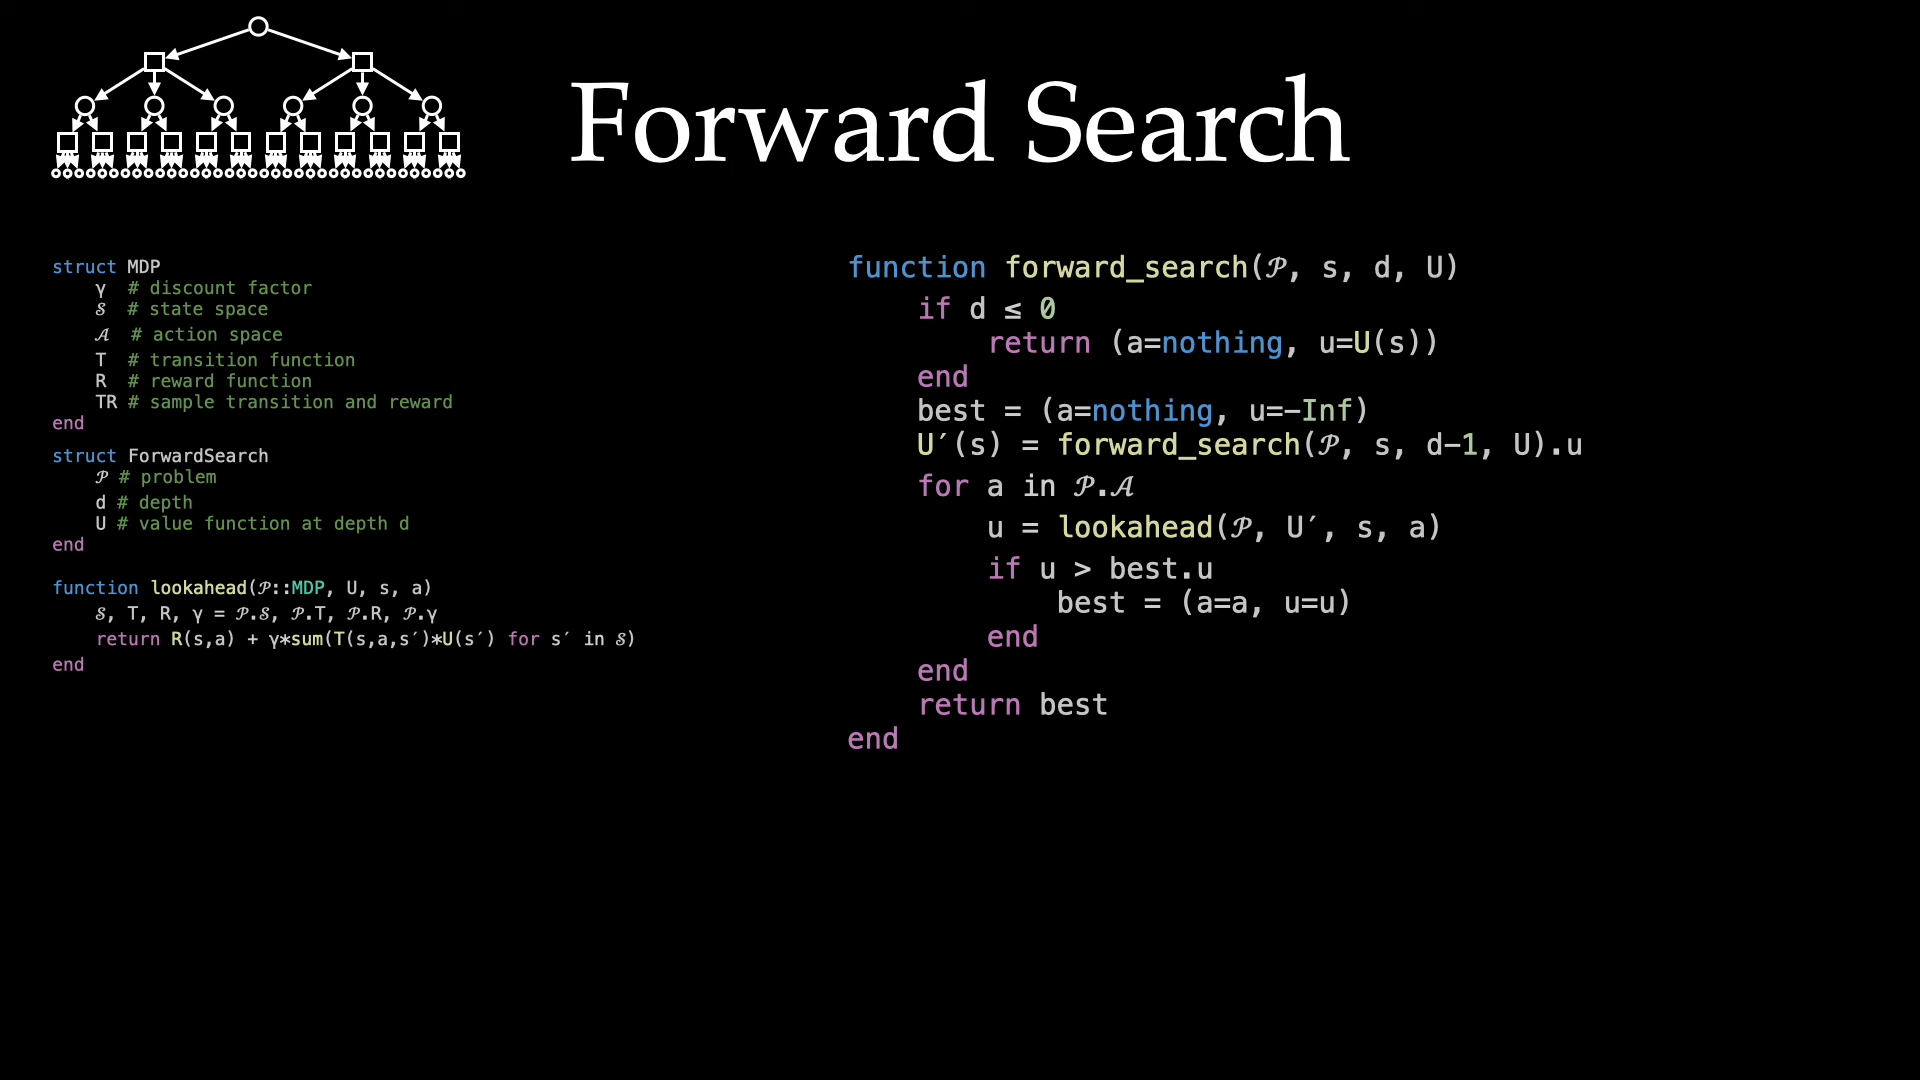 Forward Search
struct MDP
    γ  # discount factor
    𝒮  # state space
    𝒜  # action space
    T  # transition function
    R  # reward function
    TR # sample transition and reward
end
struct ForwardSearch
    𝒫 # problem
    d # depth
    U # value function at depth d
end
function lookahead(𝒫::MDP, U, s, a)
    𝒮, T, R, γ = 𝒫.𝒮, 𝒫.T, 𝒫.R, 𝒫.γ
    return R(s,a) + γ*sum(T(s,a,s′)*U(s′) for s′ in 𝒮)
end
function forward_search(𝒫, s, d, U)
    if d ≤ 0
        return (a=nothing, u=U(s))
    end
    best = (a=nothing, u=-Inf)
    U′(s) = forward_search(𝒫, s, d-1, U).u
    for a in 𝒫.𝒜
        u = lookahead(𝒫, U′, s, a)
        if u > best.u
            best = (a=a, u=u)
        end
    end
    return best
end